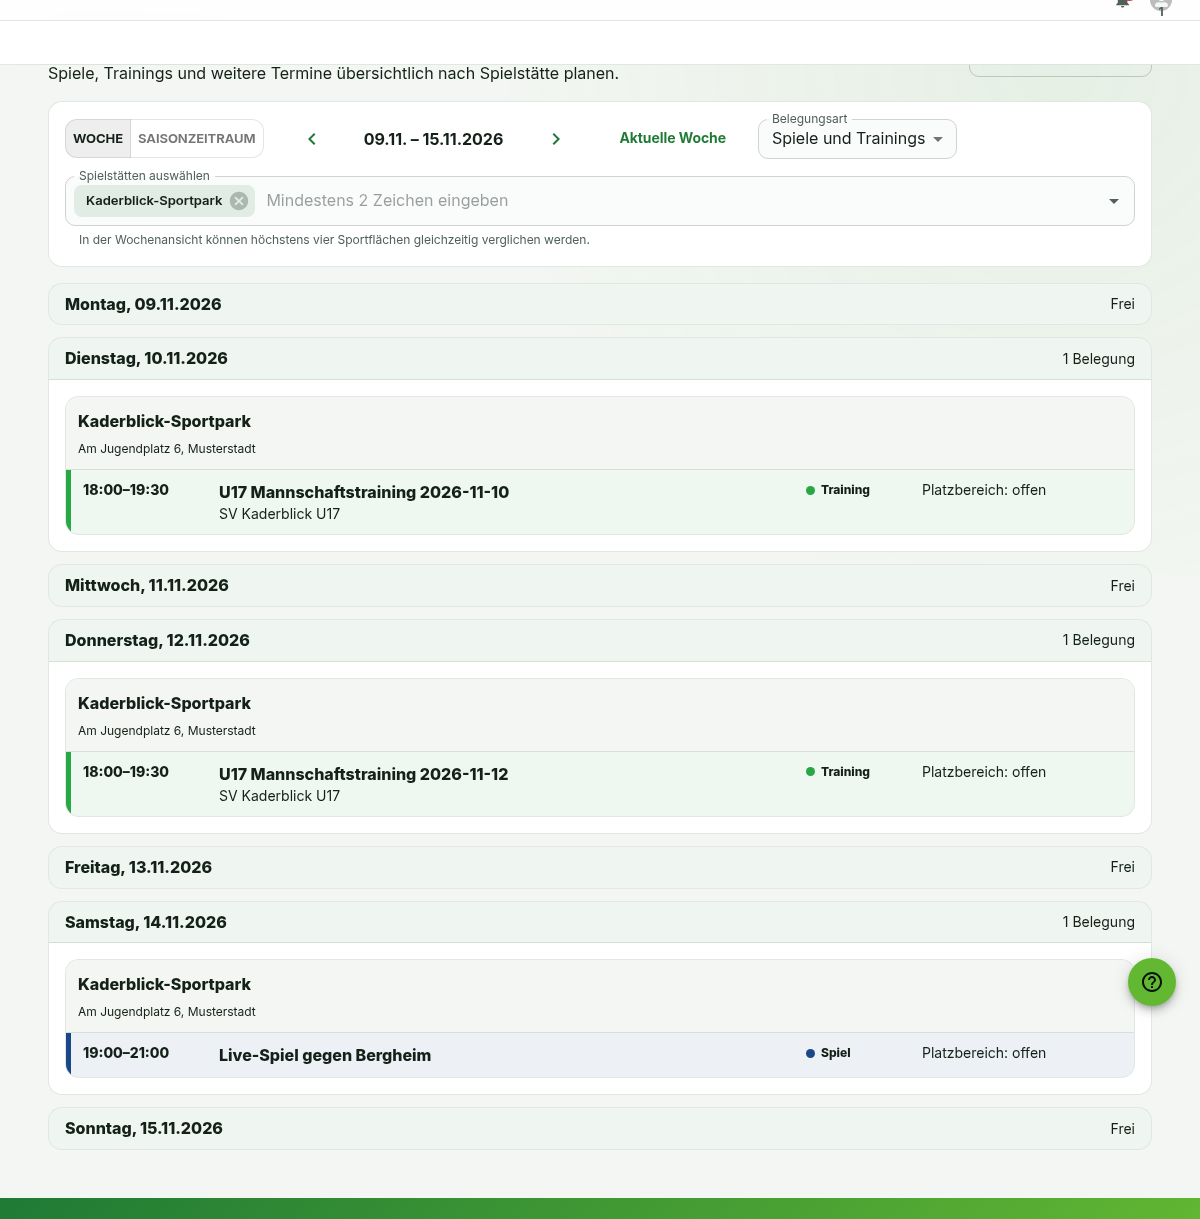 1
Spiele, Trainings und weitere Termine übersichtlich nach Spielstätte planen.
WOCHE SAISONZEITRAUM 09.11. – 15.11.2026 Aktuelle Woche Belegungsart Spiele und Trainings
Spielstätten auswählen
Kaderblick-Sportpark Mindestens 2 Zeichen eingeben
In der Wochenansicht können höchstens vier Sportflächen gleichzeitig verglichen werden.
Montag, 09.11.2026 Frei
Dienstag, 10.11.2026 1 Belegung
Kaderblick-Sportpark
Am Jugendplatz 6, Musterstadt
18:00–19:30 U17 Mannschaftstraining 2026-11-10 Training Platzbereich: offen
SV Kaderblick U17
Mittwoch, 11.11.2026 Frei
Donnerstag, 12.11.2026 1 Belegung
Kaderblick-Sportpark
Am Jugendplatz 6, Musterstadt
18:00–19:30 U17 Mannschaftstraining 2026-11-12 Training Platzbereich: offen
SV Kaderblick U17
Freitag, 13.11.2026 Frei
Samstag, 14.11.2026 1 Belegung
Kaderblick-Sportpark
Am Jugendplatz 6, Musterstadt
19:00–21:00 Live-Spiel gegen Bergheim Spiel Platzbereich: offen
Sonntag, 15.11.2026 Frei